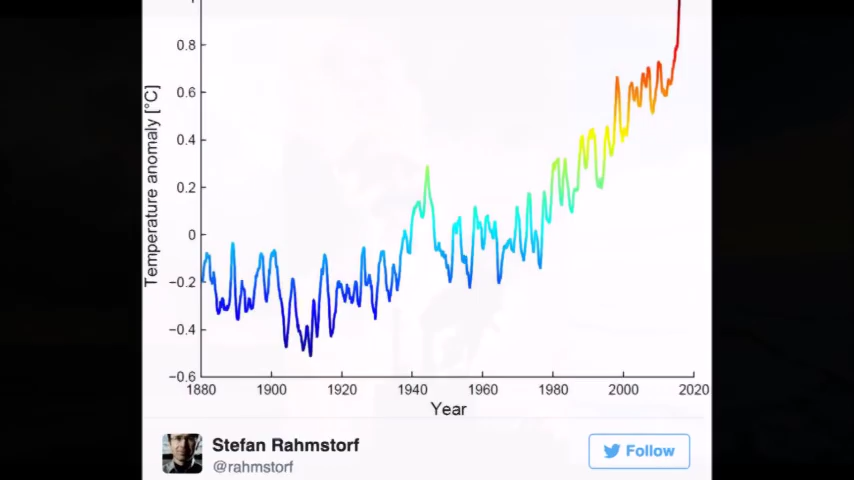 0.8
0.6
0.4
0.2
0
−0.2
−0.4
−0.6
Temperature anomaly [°C]
1880 1900 1920 1940 1960 1980 2000 2020
Year
Stefan Rahmstorf
@rahmstorf
Follow